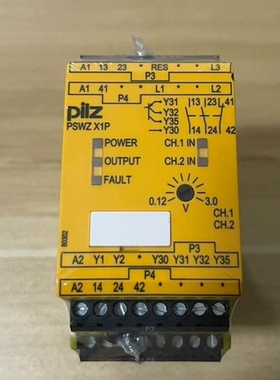 A1 13 23 RES • L3
P3
A1 41 • L1 • L2
P4
pilz
PSWZ X1P
Y31
Y32
Y35
Y30
13 23 41
14 24 42
POWER
OUTPUT
FAULT
CH.1 IN
CH.2 IN
0.12 3.0
V
CH.1
CH.2
60302
P3
A2 Y1 Y2 • Y30 Y31 Y32 Y35
P4
A2 14 24 42 • • Y30